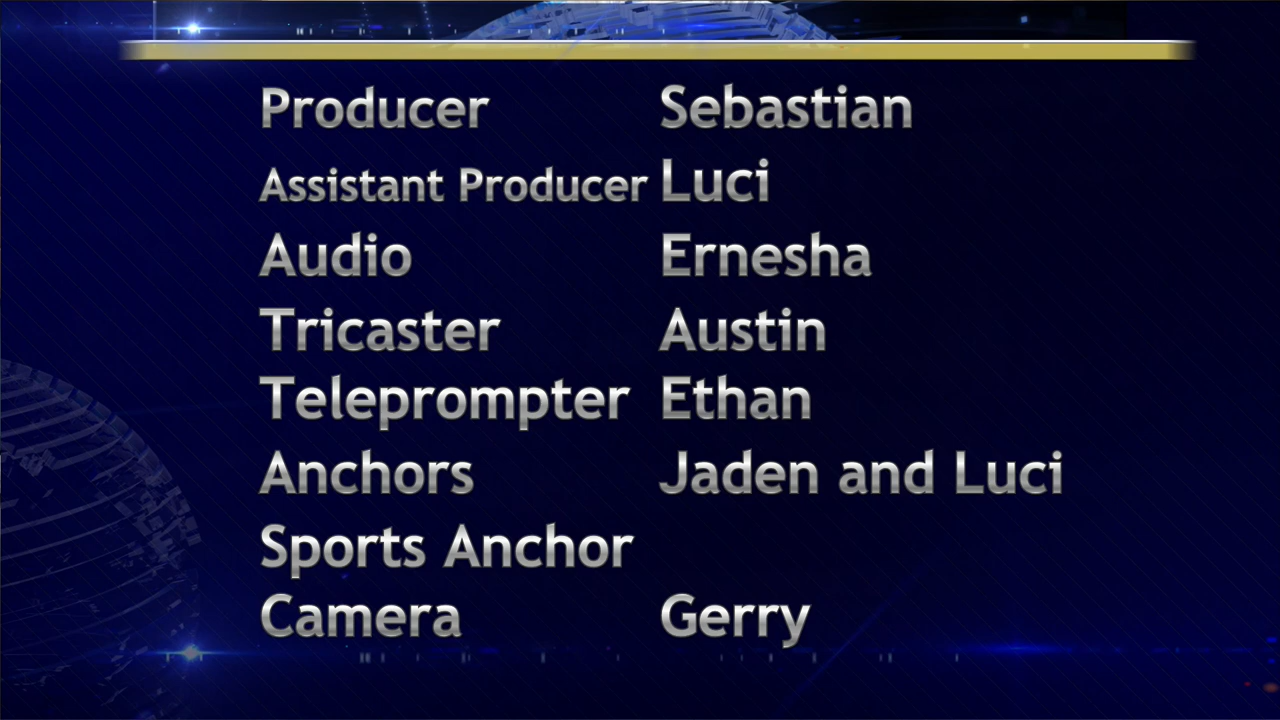 Producer Sebastian
Assistant Producer Luci
Audio Ernesha
Tricaster Austin
Teleprompter Ethan
Anchors Jaden and Luci
Sports Anchor
Camera Gerry